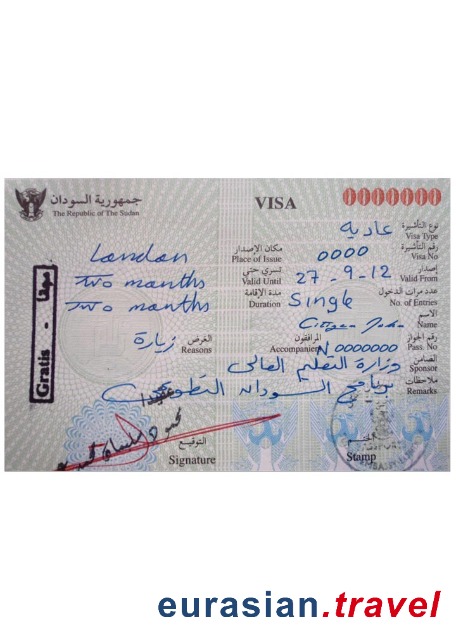 جمهورية السودان
The Republic of The Sudan
VISA
0000000
نوع التأشيرة
عادية
Visa Type
رقم التأشيرة
0000
Visa No
مكان الإصدار
London
Place of Issue
إصدار
27-9-12
Valid From
تسري حتى
Two months
Valid Until
عدد مرات الدخول
Single
No. of Entries
مدة الإقامة
Two months
Duration
الاسم
Citizen John
Name
رقم الجواز
N 0000000
Pass. No
المرافقون
Accompanied
الغرض
زيارة
Reasons
الضامن
وزارة التعليم العالي
Sponsor
ملاحظات
برنامج السودان التطوعي
Remarks
Gratis - مجانا
التوقيع
Signature
الختم
Stamp
eurasian.travel